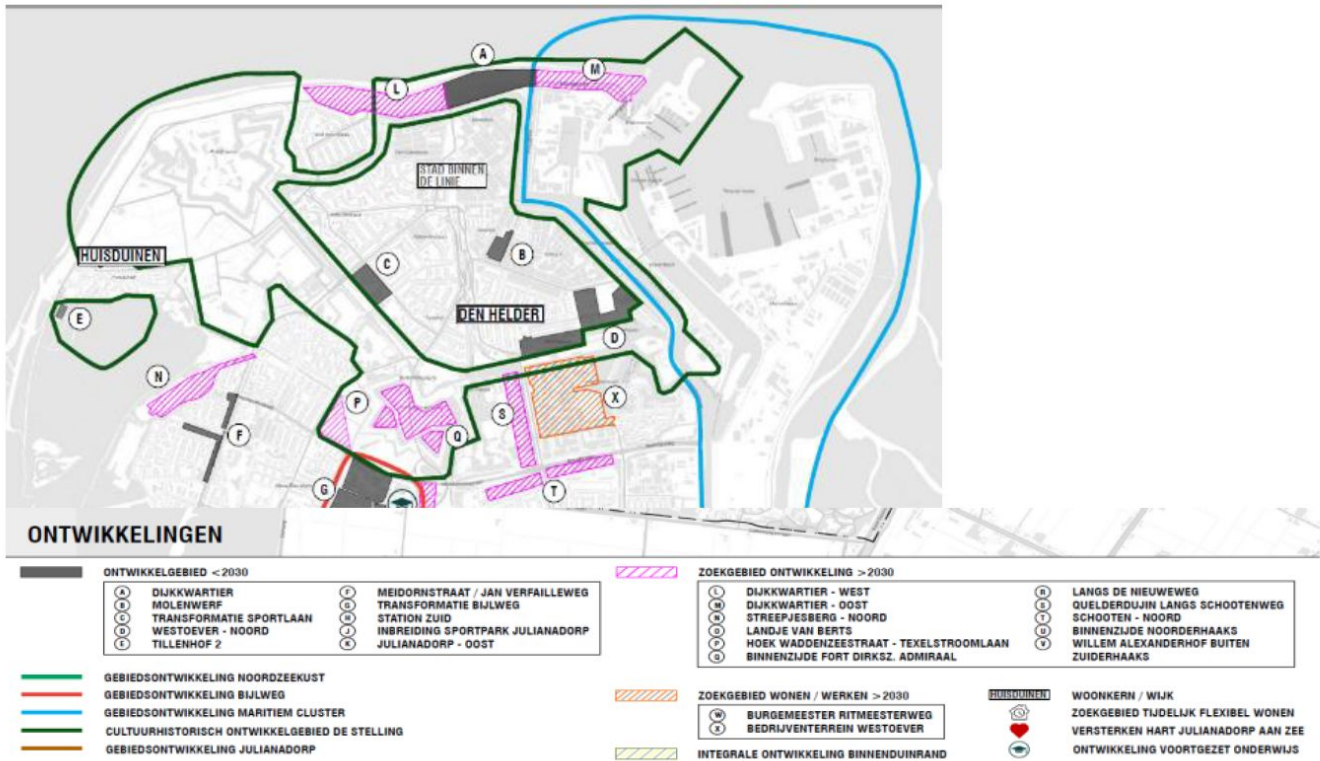 A
M
L
STAD BINNEN
DE LINIE
HUISDUINEN
B
C
E
DEN HELDER
D
N
P
X
S
F
Q
G
T
ONTWIKKELINGEN
ONTWIKKELGEBIED <2030
A DIJKKWARTIER
B MOLENWERF
C TRANSFORMATIE SPORTLAAN
D WESTOEVER - NOORD
E TILLENHOF 2
F MEIDORNSTRAAT / JAN VERFAILLEWEG
G TRANSFORMATIE BIJLWEG
H STATION ZUID
J INBREIDING SPORTPARK JULIANADORP
K JULIANADORP - OOST
GEBIEDSONTWIKKELING NOORDZEEKUST
GEBIEDSONTWIKKELING BIJLWEG
GEBIEDSONTWIKKELING MARITIEM CLUSTER
CULTUURHISTORISCH ONTWIKKELGEBIED DE STELLING
GEBIEDSONTWIKKELING JULIANADORP
ZOEKGEBIED ONTWIKKELING >2030
L DIJKKWARTIER - WEST
M DIJKKWARTIER - OOST
N STREEPJESBERG - NOORD
O LANDJE VAN BERTS
P HOEK WADDENZEESTRAAT - TEXELSTROOMLAAN
Q BINNENZIJDE FORT DIRKSZ. ADMIRAAL
R LANGS DE NIEUWEWEG
S QUELDERDUIJN LANGS SCHOOTENWEG
T SCHOOTEN - NOORD
U BINNENZIJDE NOORDERHAAKS
V WILLEM ALEXANDERHOF BUITEN
ZUIDERHAAKS
ZOEKGEBIED WONEN / WERKEN >2030
W BURGEMEESTER RITMEESTERWEG
X BEDRIJVENTERREIN WESTOEVER
INTEGRALE ONTWIKKELING BINNENDUINRAND
HUISDUINEN WOONKERN / WIJK
ZOEKGEBIED TIJDELIJK FLEXIBEL WONEN
VERSTERKEN HART JULIANADORP AAN ZEE
ONTWIKKELING VOORTGEZET ONDERWIJS